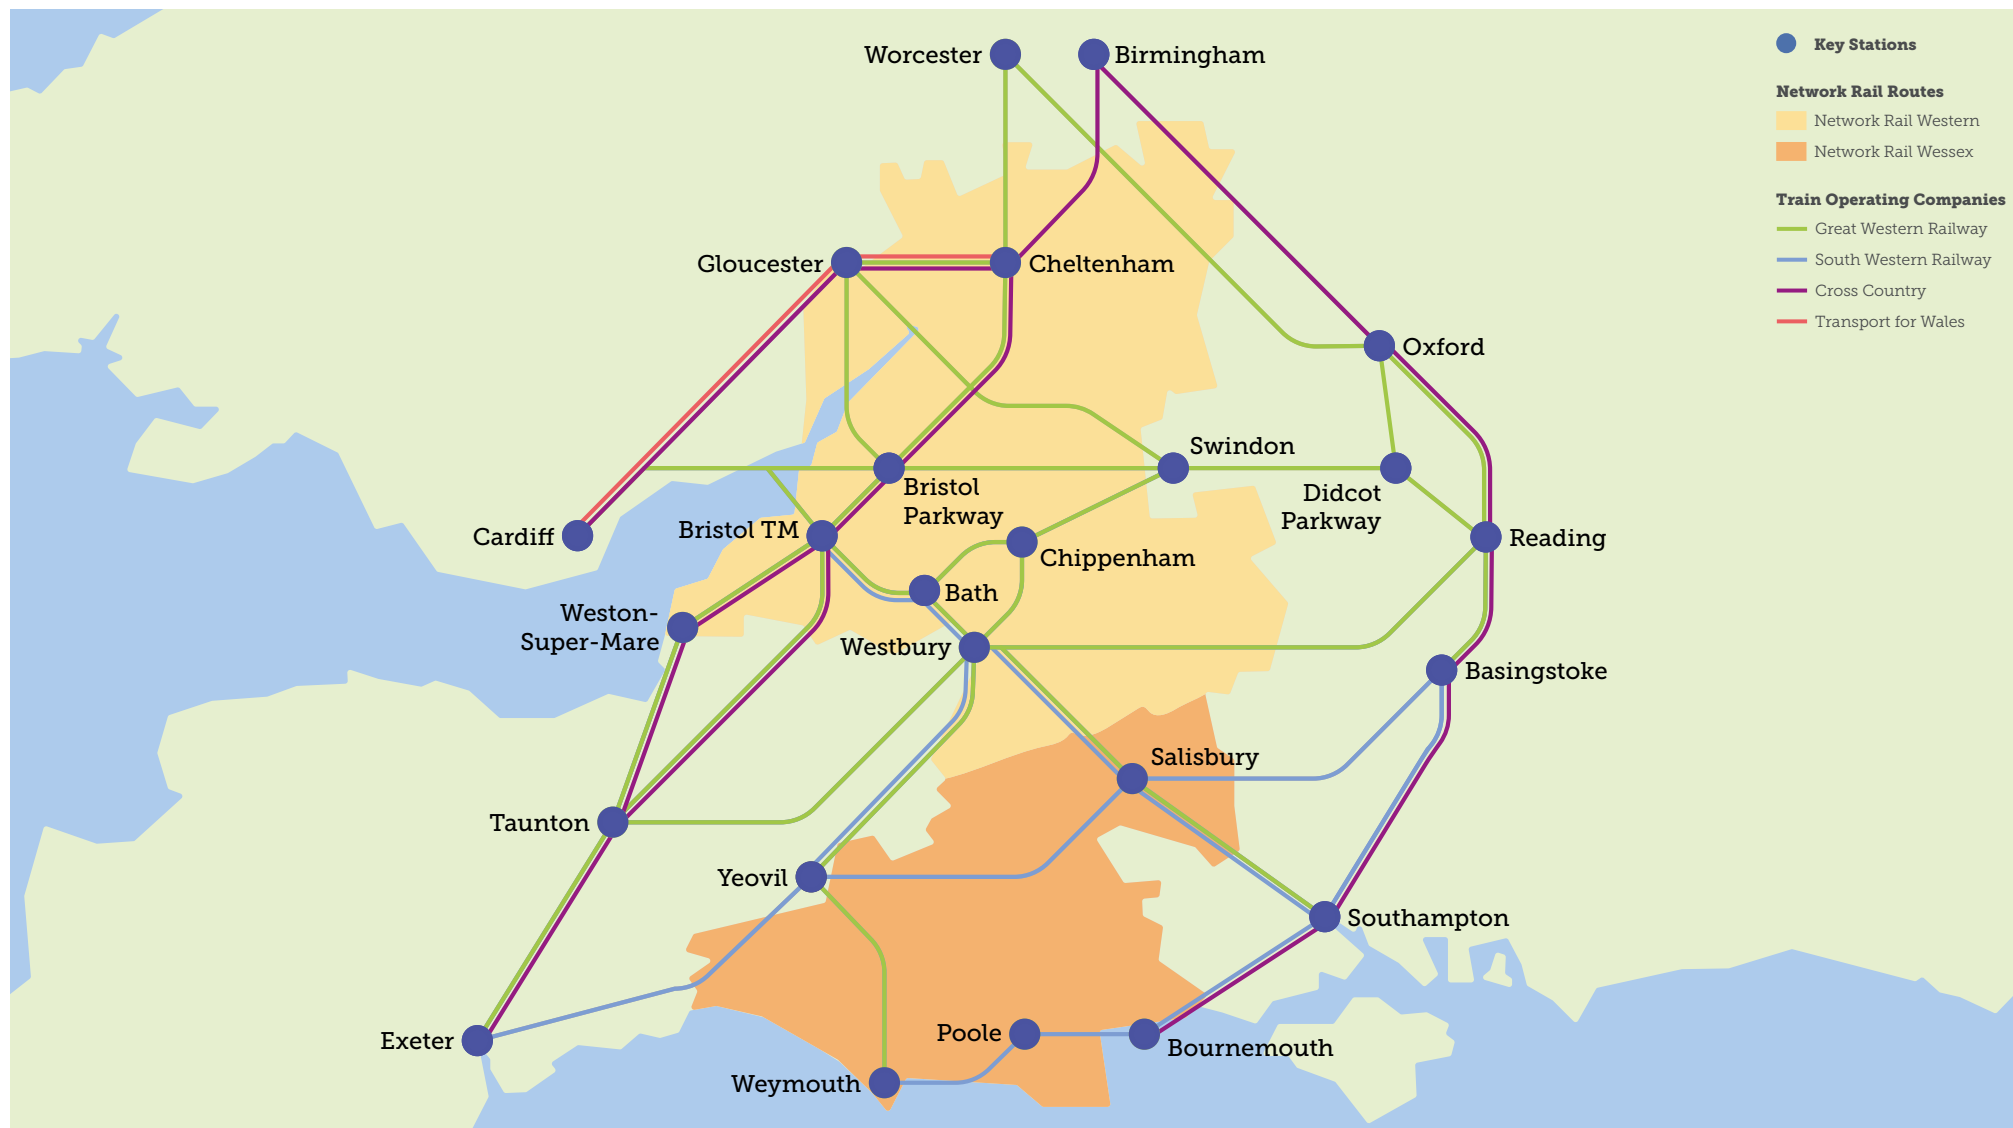 Worcester
Birmingham
Key Stations
Network Rail Routes
Network Rail Western
Network Rail Wessex
Train Operating Companies
Great Western Railway
South Western Railway
Cross Country
Transport for Wales
Gloucester
Cheltenham
Oxford
Swindon
Bristol
Parkway
Didcot
Parkway
Cardiff
Bristol TM
Reading
Chippenham
Bath
Weston-
Super-Mare
Westbury
Basingstoke
Salisbury
Taunton
Yeovil
Southampton
Exeter
Poole
Bournemouth
Weymouth